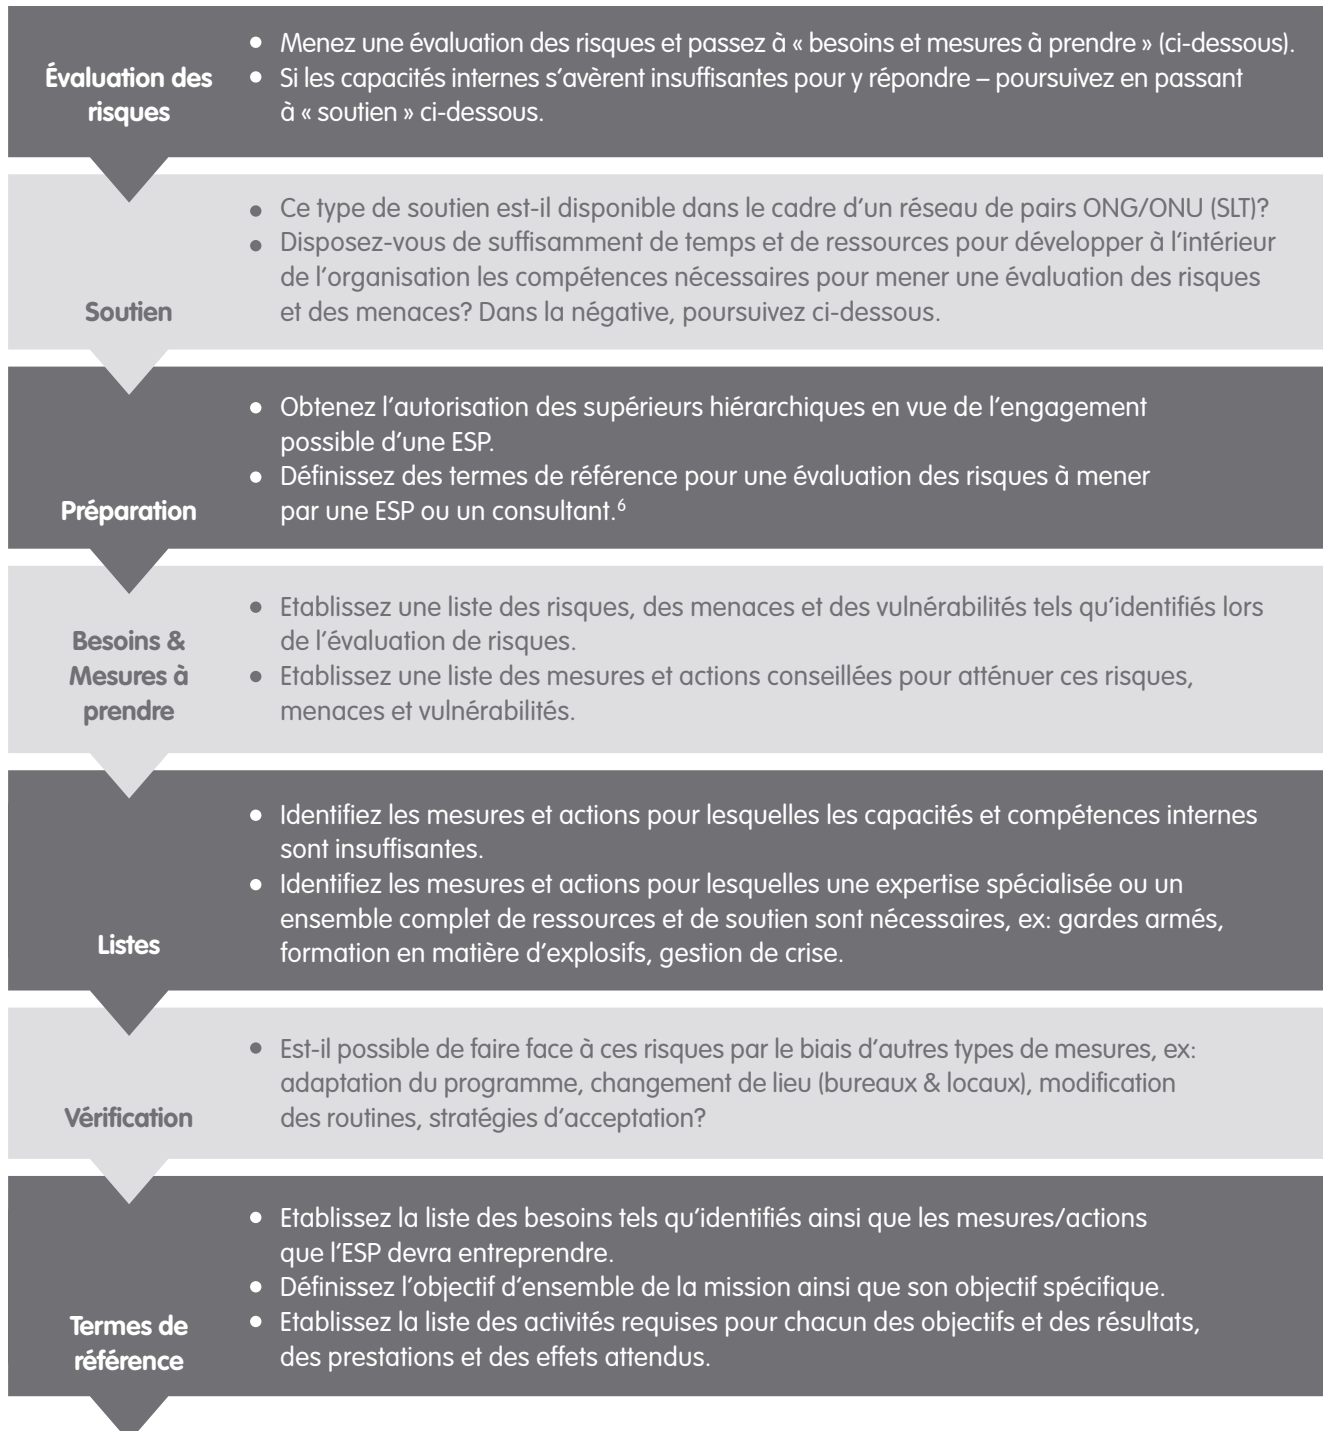 Évaluation des
risques
• Menez une évaluation des risques et passez à « besoins et mesures à prendre » (ci-dessous).
• Si les capacités internes s’avèrent insuffisantes pour y répondre – poursuivez en passant
à « soutien » ci-dessous.
Soutien
• Ce type de soutien est-il disponible dans le cadre d’un réseau de pairs ONG/ONU (SLT)?
• Disposez-vous de suffisamment de temps et de ressources pour développer à l’intérieur
de l’organisation les compétences nécessaires pour mener une évaluation des risques
et des menaces? Dans la négative, poursuivez ci-dessous.
Préparation
• Obtenez l’autorisation des supérieurs hiérarchiques en vue de l’engagement
possible d’une ESP.
• Définissez des termes de référence pour une évaluation des risques à mener
par une ESP ou un consultant.⁶
Besoins &
Mesures à
prendre
• Etablissez une liste des risques, des menaces et des vulnérabilités tels qu’identifiés lors
de l’évaluation de risques.
• Etablissez une liste des mesures et actions conseillées pour atténuer ces risques,
menaces et vulnérabilités.
Listes
• Identifiez les mesures et actions pour lesquelles les capacités et compétences internes
sont insuffisantes.
• Identifiez les mesures et actions pour lesquelles une expertise spécialisée ou un
ensemble complet de ressources et de soutien sont nécessaires, ex: gardes armés,
formation en matière d’explosifs, gestion de crise.
Vérification
• Est-il possible de faire face à ces risques par le biais d’autres types de mesures, ex:
adaptation du programme, changement de lieu (bureaux & locaux), modification
des routines, stratégies d’acceptation?
Termes de
référence
• Etablissez la liste des besoins tels qu’identifiés ainsi que les mesures/actions
que l’ESP devra entreprendre.
• Définissez l’objectif d’ensemble de la mission ainsi que son objectif spécifique.
• Etablissez la liste des activités requises pour chacun des objectifs et des résultats,
des prestations et des effets attendus.